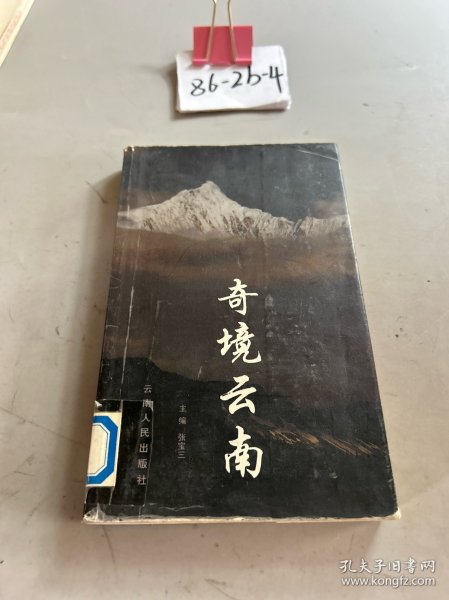 86-2b-4
奇境云南
主编 张宝三
云南人民出版社
孔夫子旧书网
www.kongfz.com